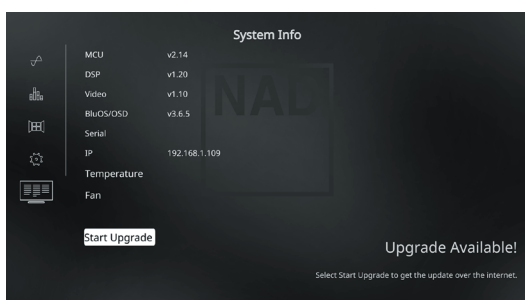 System Info
MCU v2.14
DSP v1.20
Video v1.10
BluOS/OSD v3.6.5
Serial
IP 192.168.1.109
Temperature
Fan
NAD
Start Upgrade
Upgrade Available!
Select Start Upgrade to get the update over the internet.